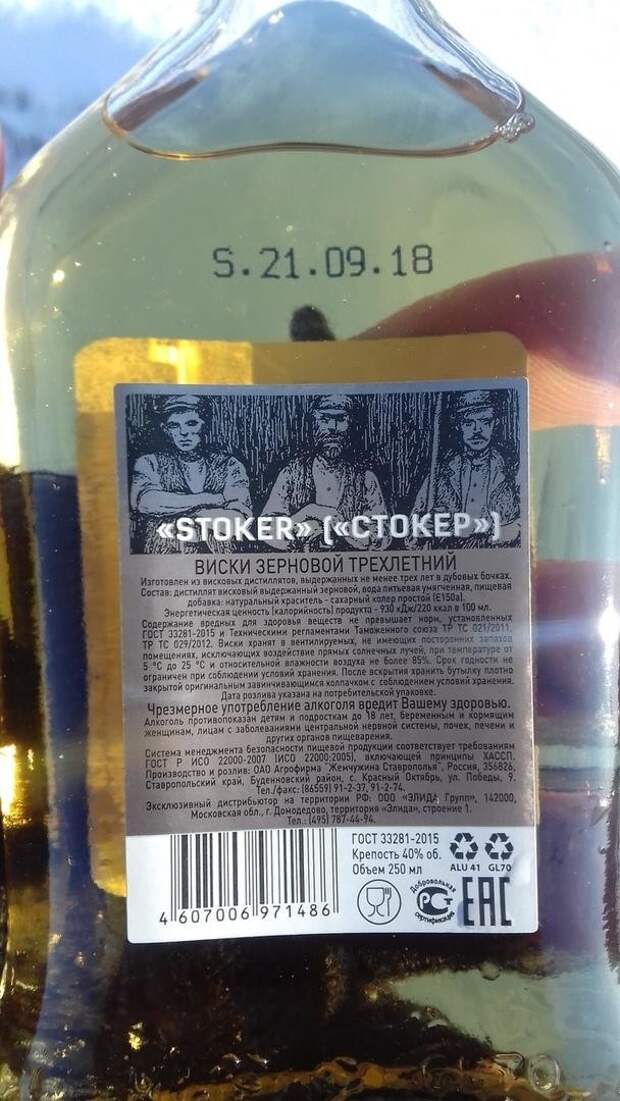 S.21.09.18
«STOKER» («СТОКЕР»)
ВИСКИ ЗЕРНОВОЙ ТРЕХЛЕТНИЙ
Изготовлен из висковых дистиллятов, выдержанных не менее трех лет в дубовых бочках.
Состав: дистиллят висковый выдержанный зерновой, вода питьевая умягченная, пищевая
добавка: натуральный краситель - сахарный колер простой (E150a).
Энергетическая ценность (калорийность) продукта - 930 кДж/220 ккал в 100 мл.
Содержание вредных для здоровья веществ не превышает норм, установленных
ГОСТ 33281-2015 и Техническими регламентами Таможенного союза ТР ТС 021/2011,
ТР ТС 029/2012. Виски хранят в вентилируемых, не имеющих посторонних запахов
помещениях, исключающих воздействие прямых солнечных лучей, при температуре от
5 °C до 25 °C и относительной влажности воздуха не более 85%. Срок годности не
ограничен при соблюдении условий хранения. После вскрытия хранить бутылку плотно
закрытой оригинальным завинчивающимся колпачком с соблюдением условий хранения.
Дата розлива указана на потребительской упаковке.
Чрезмерное употребление алкоголя вредит Вашему здоровью.
Алкоголь противопоказан детям и подросткам до 18 лет, беременным и кормящим
женщинам, лицам с заболеваниями центральной нервной системы, почек, печени и
других органов пищеварения.
Система менеджмента безопасности пищевой продукции соответствует требованиям
ГОСТ Р ИСО 22000-2007 (ИСО 22000:2005), включающей принципы ХАССП.
Производство и розлив: ОАО Агрофирма "Жемчужина Ставрополья", Россия, 356826,
Ставропольский край, Буденновский район, с. Красный Октябрь, ул. Победы, 9.
Тел./факс: (86559) 91-2-37, 91-2-74.
Эксклюзивный дистрибьютор на территории РФ: ООО «ЭЛИДА Групп», 142000,
Московская обл., г. Домодедово, территория «Элида», строение 1.
Тел.: (495) 787-44-94.
ГОСТ 33281-2015
Крепость 40% об.
Объем 250 мл
ALU 41 GL70
4 607006 971486
Добровольная
РСТ
сертификация
EAC